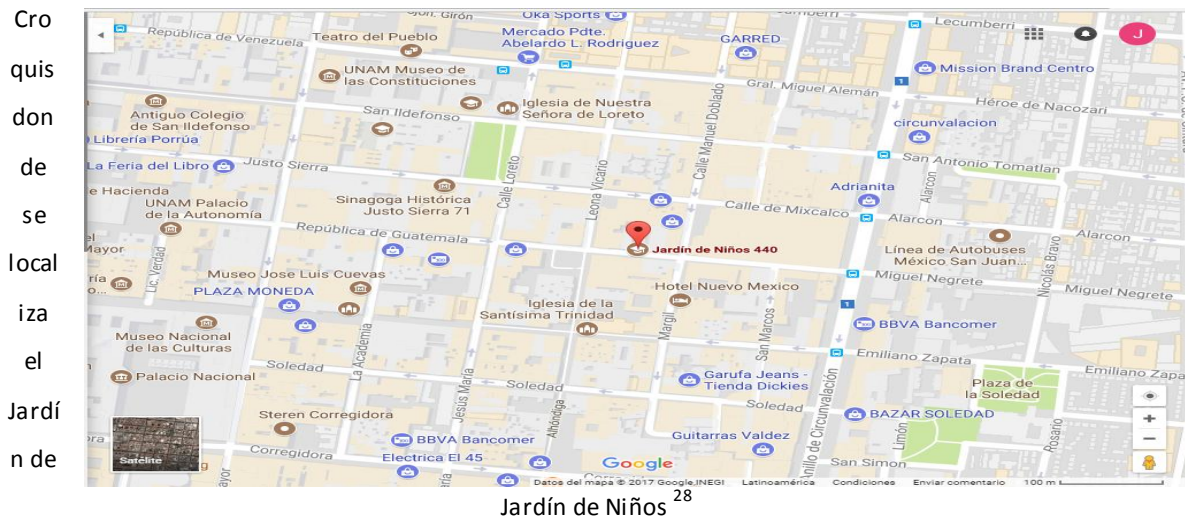 Cro
quis
don
de
se
local
iza
el
Jardí
n de
Cjon. Girón
Oka Sports
Lecumberri
República de Venezuela
Teatro del Pueblo
Mercado Pdte.
Abelardo L. Rodriguez
GARRED
J
UNAM Museo de
las Constituciones
1
Mission Brand Centro
Gral. Miguel Alemán
Antiguo Colegio
de San Ildefonso
San Ildefonso
Iglesia de Nuestra
Señora de Loreto
Calle Manuel Doblado
Héroe de Nacozari
circunvalacion
Librería Porrúa
La Feria del Libro
Justo Sierra
Calle Loreto
Leona Vicario
San Antonio Tomatlan
Alarcon
e Hacienda
UNAM Palacio
de la Autonomía
Sinagoga Histórica
Justo Sierra 71
Adrianita
Calle de Mixcalco
Alarcon
Alarcon
República de Guatemala
Jardín de Niños 440
Línea de Autobuses
México San Juan...
Nicolás Bravo
el
Mayor
Lic. Verdad
Museo Jose Luis Cuevas
Hotel Nuevo Mexico
Miguel Negrete
Miguel Negrete
ría
o...
PLAZA MONEDA
Iglesia de la
Santísima Trinidad
Margil
San Marcos
1
BBVA Bancomer
Museo Nacional
de las Culturas
La Academia
Emiliano Zapata
Emiliano Zapata
Palacio Nacional
Soledad
Soledad
Jesús María
Alhóndiga
Garufa Jeans -
Tienda Dickies
Soledad
Plaza de
la Soledad
Steren Corregidora
Anillo de Circunvalación
BAZAR SOLEDAD
Limón
Rosario
Satélite
Corregidora
BBVA Bancomer
Electrica El 45
Guitarras Valdez
San Simon
Google
Datos del mapa © 2017 Google, INEGI Latinoamérica Condiciones Enviar comentario 100 m
Jardín de Niños 28